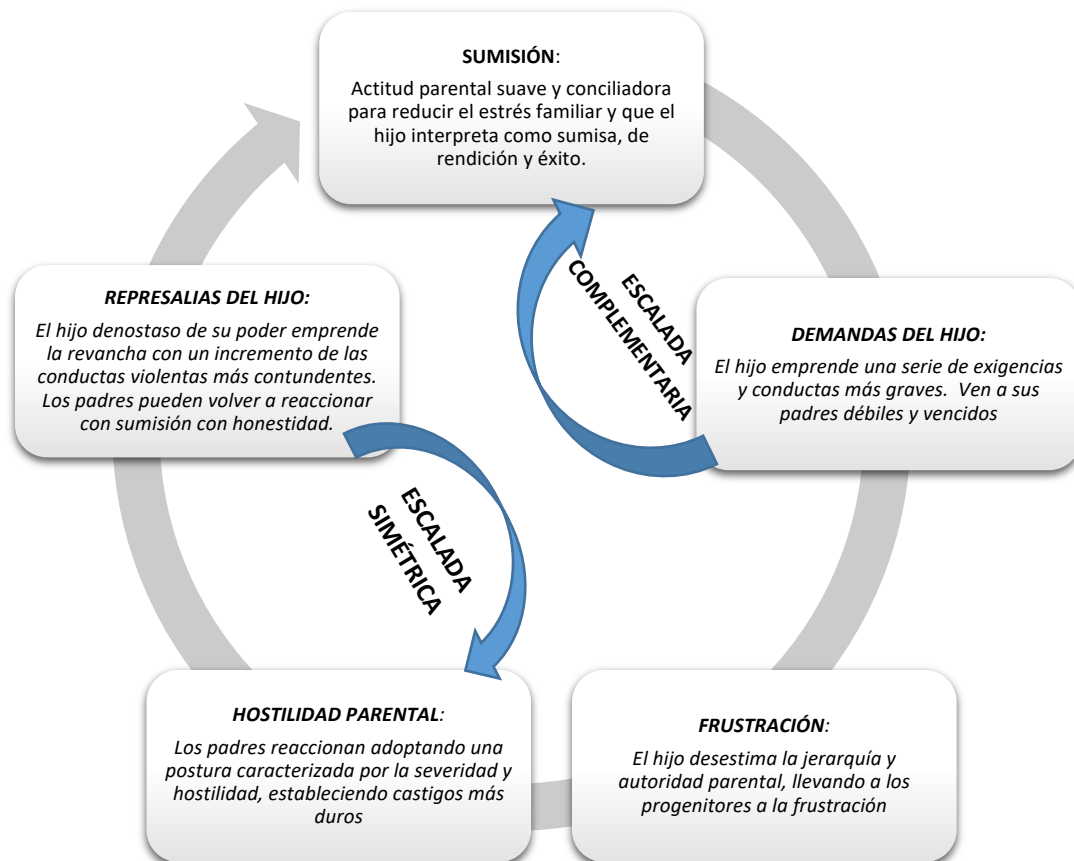 SUMISIÓN:
Actitud parental suave y conciliadora
para reducir el estrés familiar y que el
hijo interpreta como sumisa, de
rendición y éxito.
ESCALADA
COMPLEMENTARIA
DEMANDAS DEL HIJO:
El hijo emprende una serie de exigencias
y conductas más graves.  Ven a sus
padres débiles y vencidos
FRUSTRACIÓN:
El hijo desestima la jerarquía y
autoridad parental, llevando a los
progenitores a la frustración
HOSTILIDAD PARENTAL:
Los padres reaccionan adoptando una
postura caracterizada por la severidad y
hostilidad, estableciendo castigos más
duros
ESCALADA
SIMÉTRICA
REPRESALIAS DEL HIJO:
El hijo denostaso de su poder emprende
la revancha con un incremento de las
conductas violentas más contundentes.
Los padres pueden volver a reaccionar
con sumisión con honestidad.